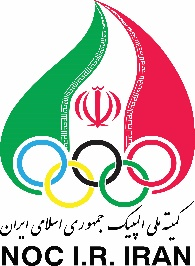 کمیته ملی المپیک جمهوری اسلامی ایران
NOC I.R. IRAN